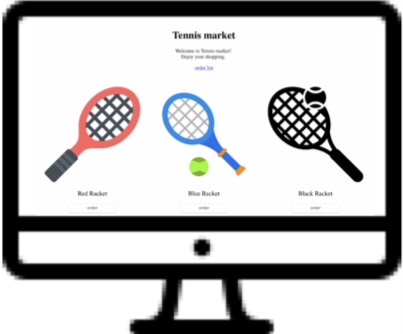 Tennis market
Welcome to Tennis market!
Enjoy your shopping.
order list
Red Racket
Blue Racket
Black Racket
order
order
order